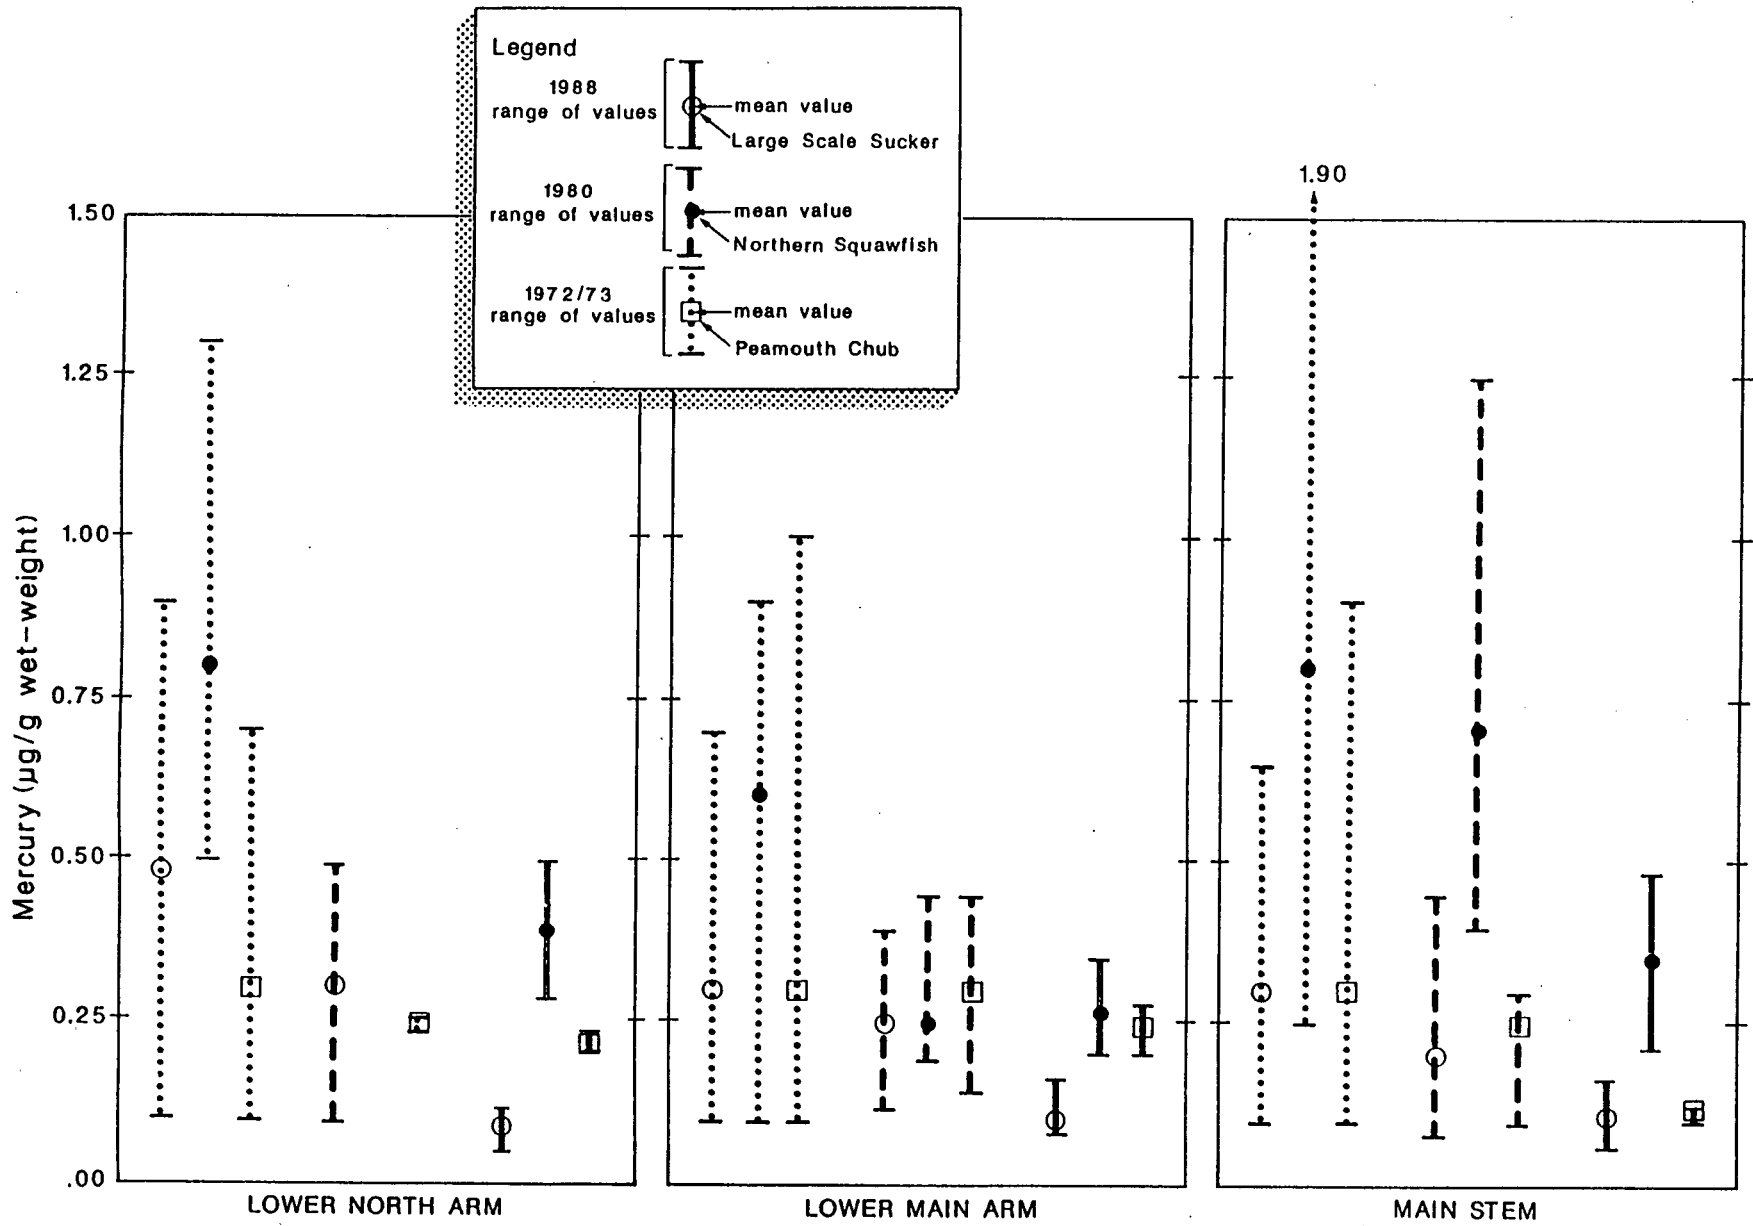 Legend
1988
range of values
mean value
Large Scale Sucker
1980
range of values
mean value
Northern Squawfish
1972/73
range of values
mean value
Peamouth Chub
1.90
1.50
1.25
1.00
0.75
0.50
0.25
.00
Mercury (µg/g wet-weight)
LOWER NORTH ARM
LOWER MAIN ARM
MAIN STEM